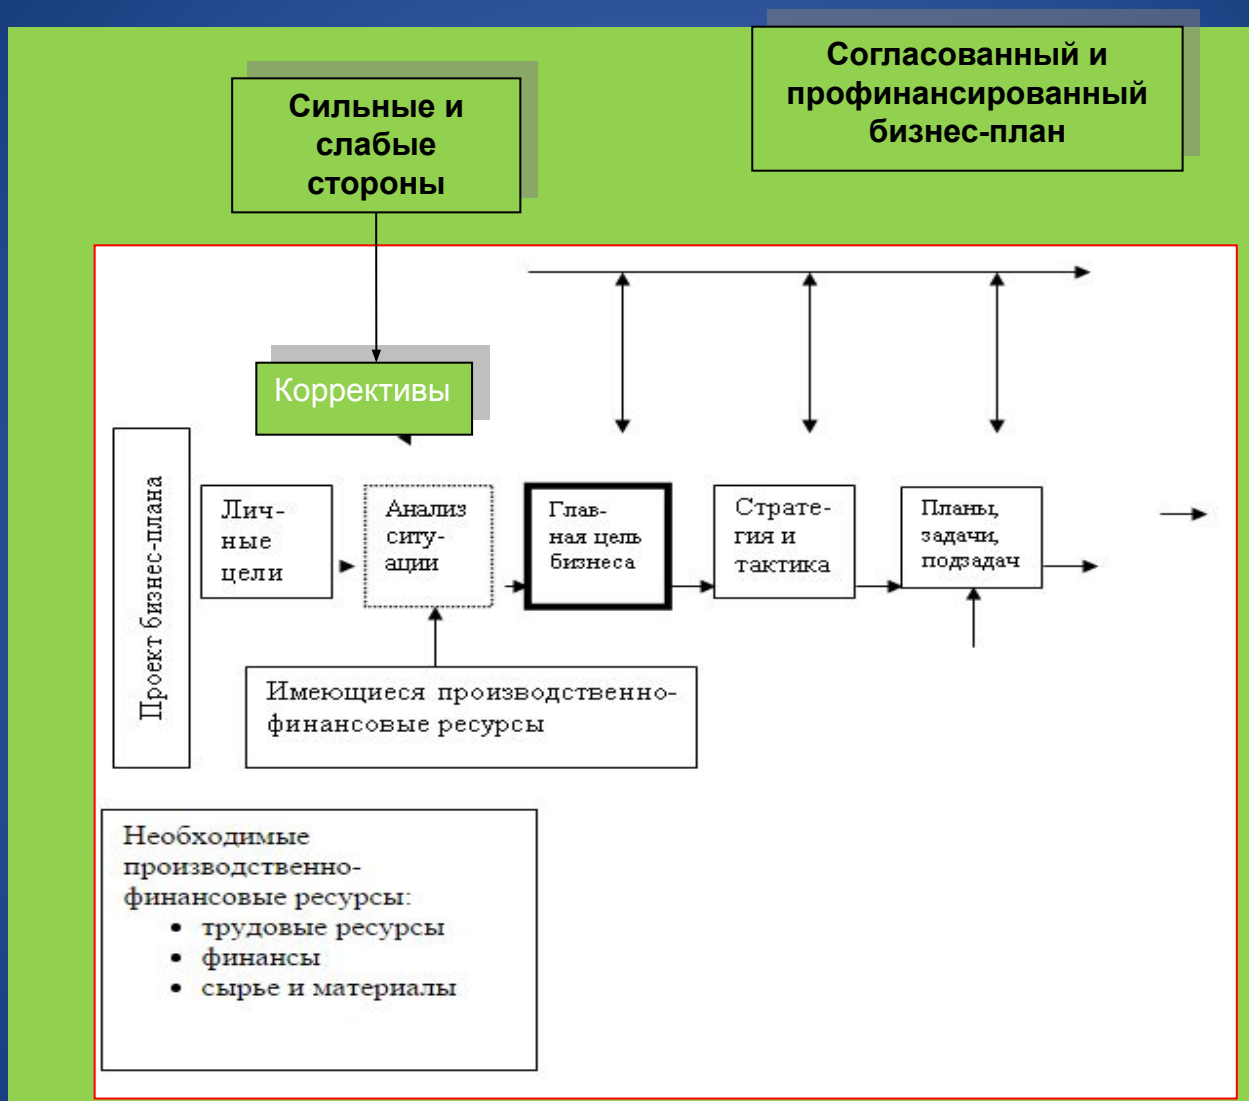 Согласованный и
профинансированный
бизнес-план
Сильные и
слабые
стороны
Коррективы
Проект бизнес-плана
Лич-
ные
цели
Анализ
ситу-
ации
Глав-
ная цель
бизнеса
Страте-
гия и
тактика
Планы,
задачи,
подзадач
Имеющиеся производственно-
финансовые ресурсы
Необходимые
производственно-
финансовые ресурсы:
• трудовые ресурсы
• финансы
• сырье и материалы